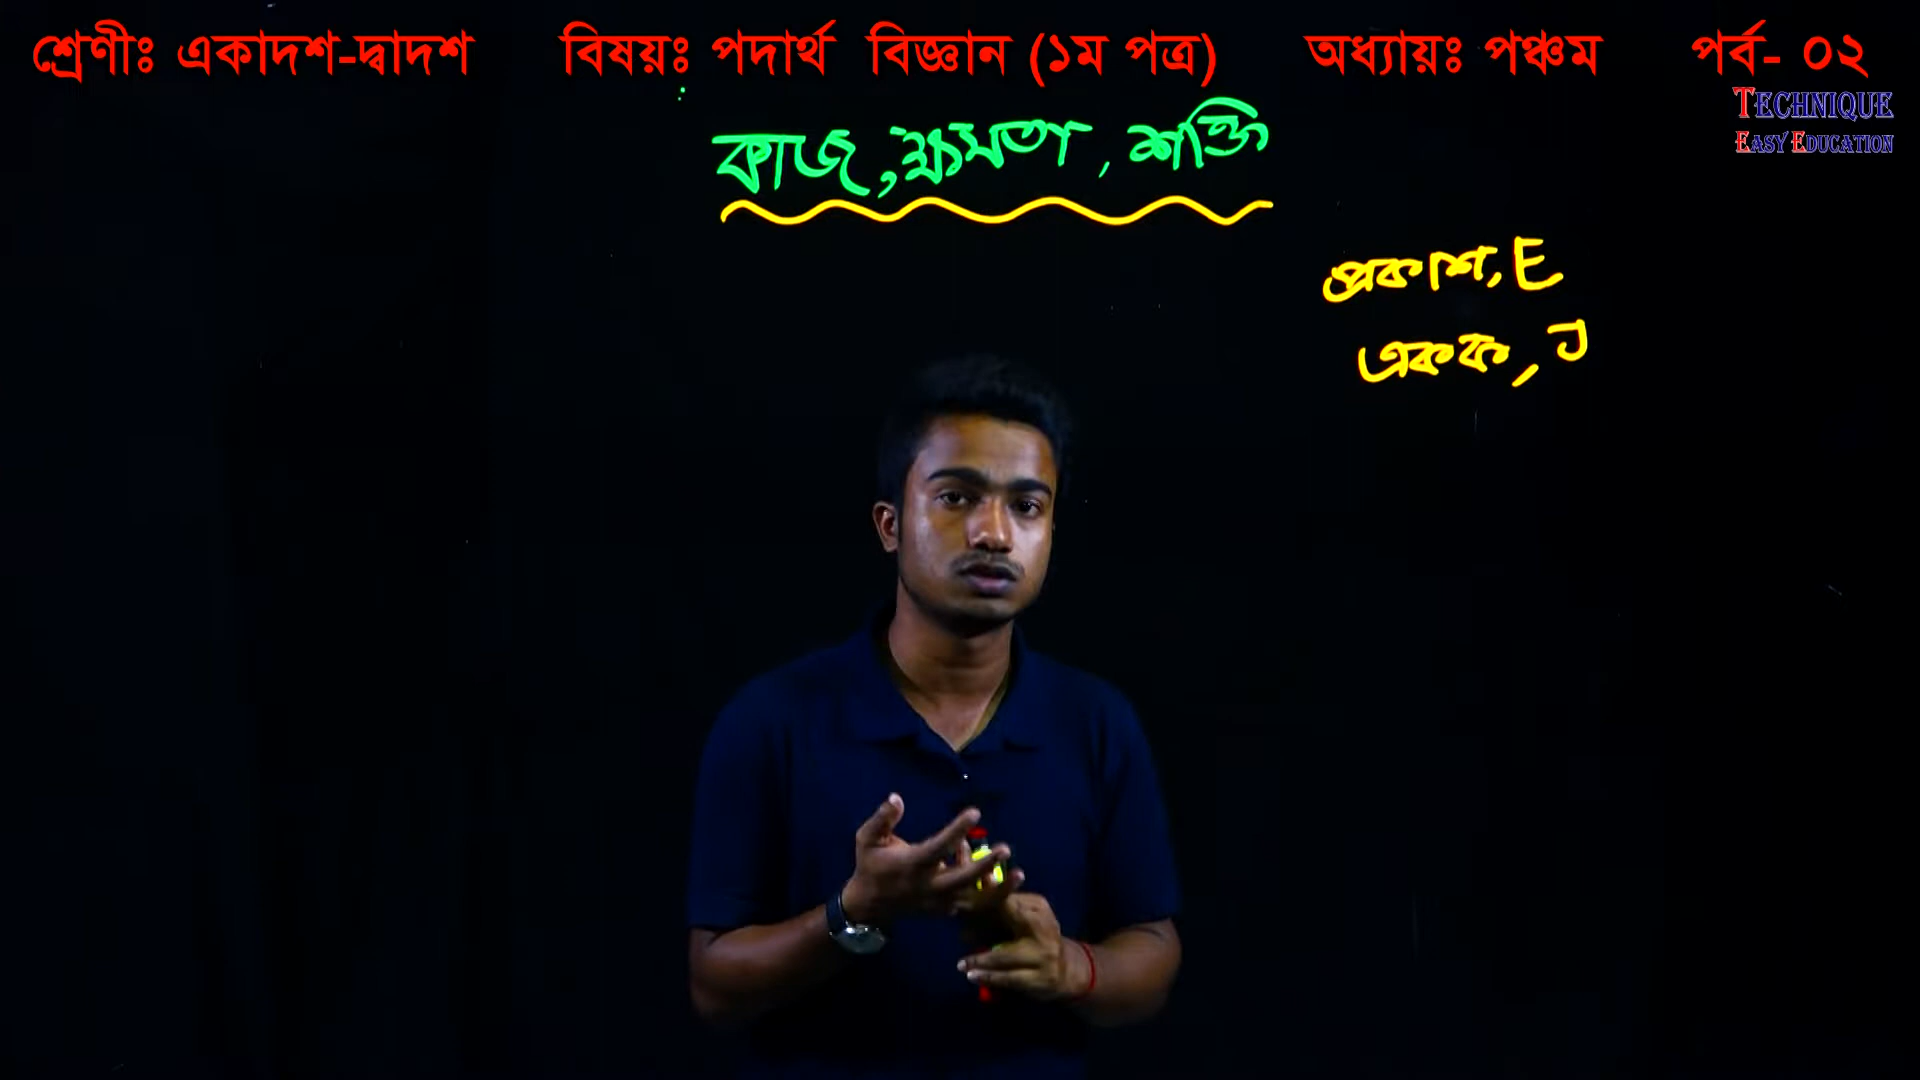 শ্রেণীঃ একাদশ-দ্বাদশ বিষয়ঃ পদার্থ বিজ্ঞান (১ম পত্র) অধ্যায়ঃ পঞ্চম পর্ব- ০২
TECHNIQUE
EASY EDUCATION
কাজ, ক্ষমতা, শক্তি
প্রকাশ, E
একক, J